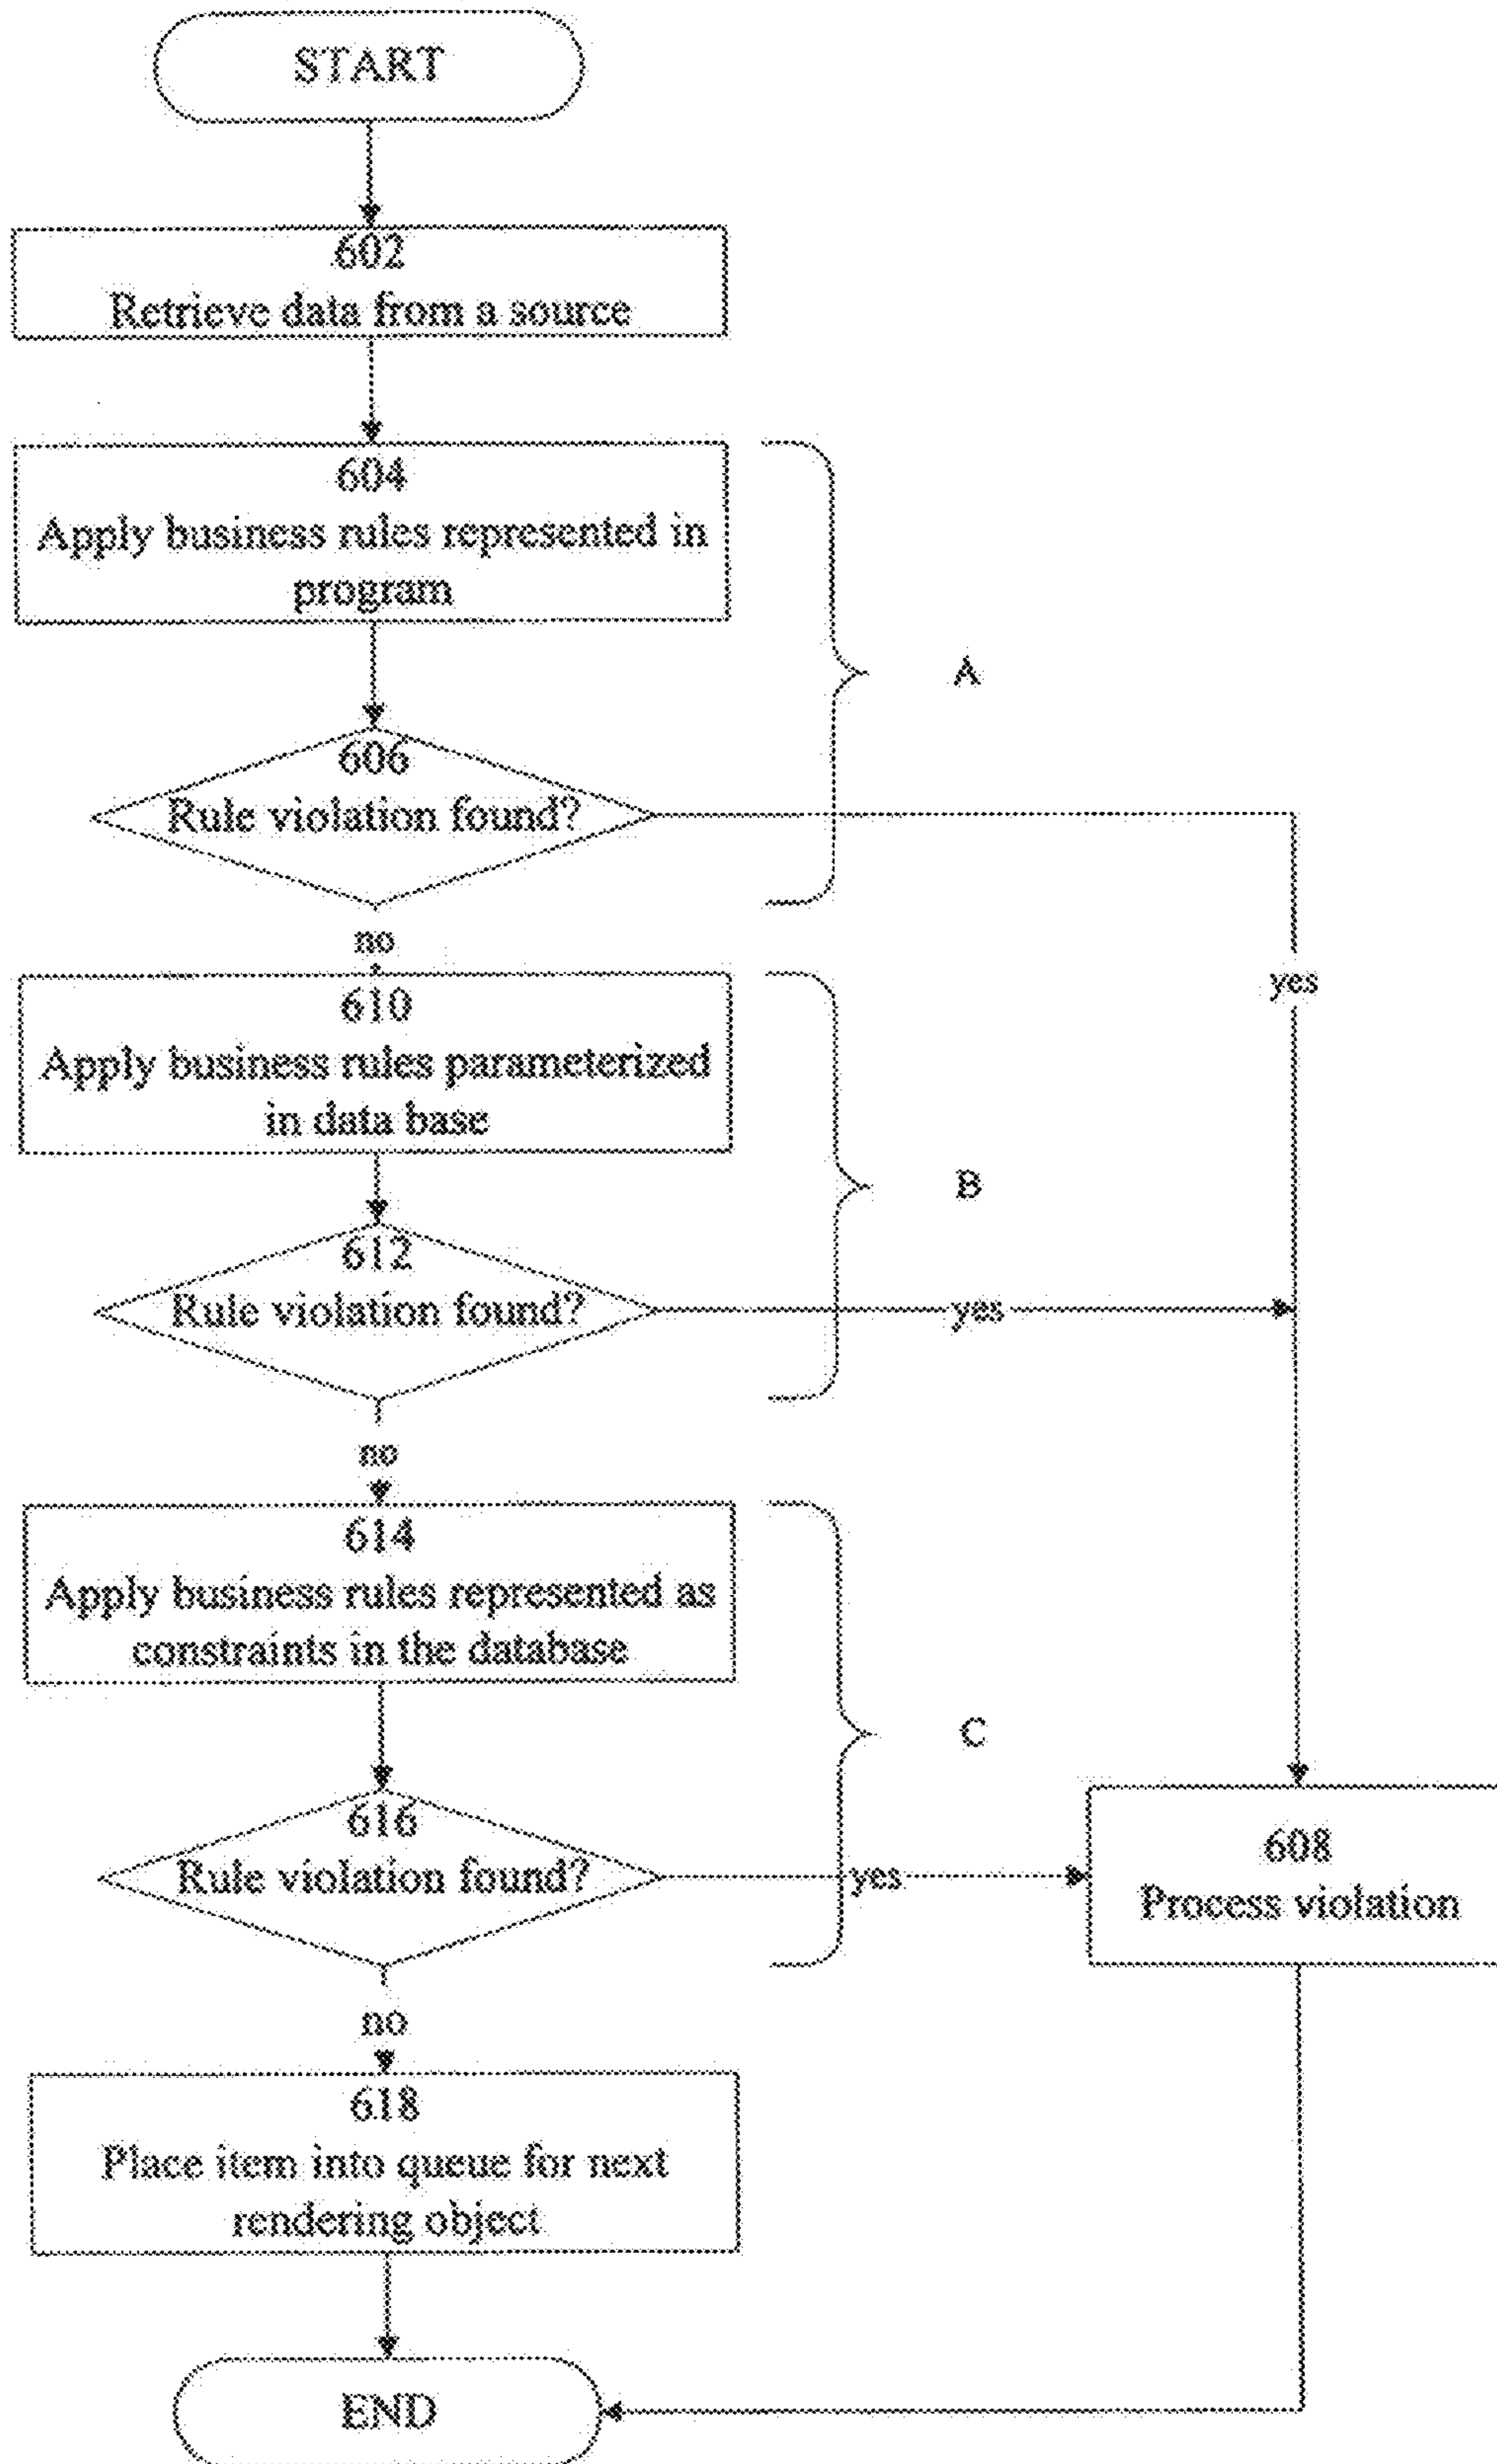 START
602
Retrieve data from a source
604
Apply business rules represented in
program
A
606
Rule violation found?
no
yes
610
Apply business rules parameterized
in data base
B
612
Rule violation found?
yes
no
614
Apply business rules represented as
constraints in the database
C
616
Rule violation found?
yes
608
Process violation
no
618
Place item into queue for next
rendering object
END